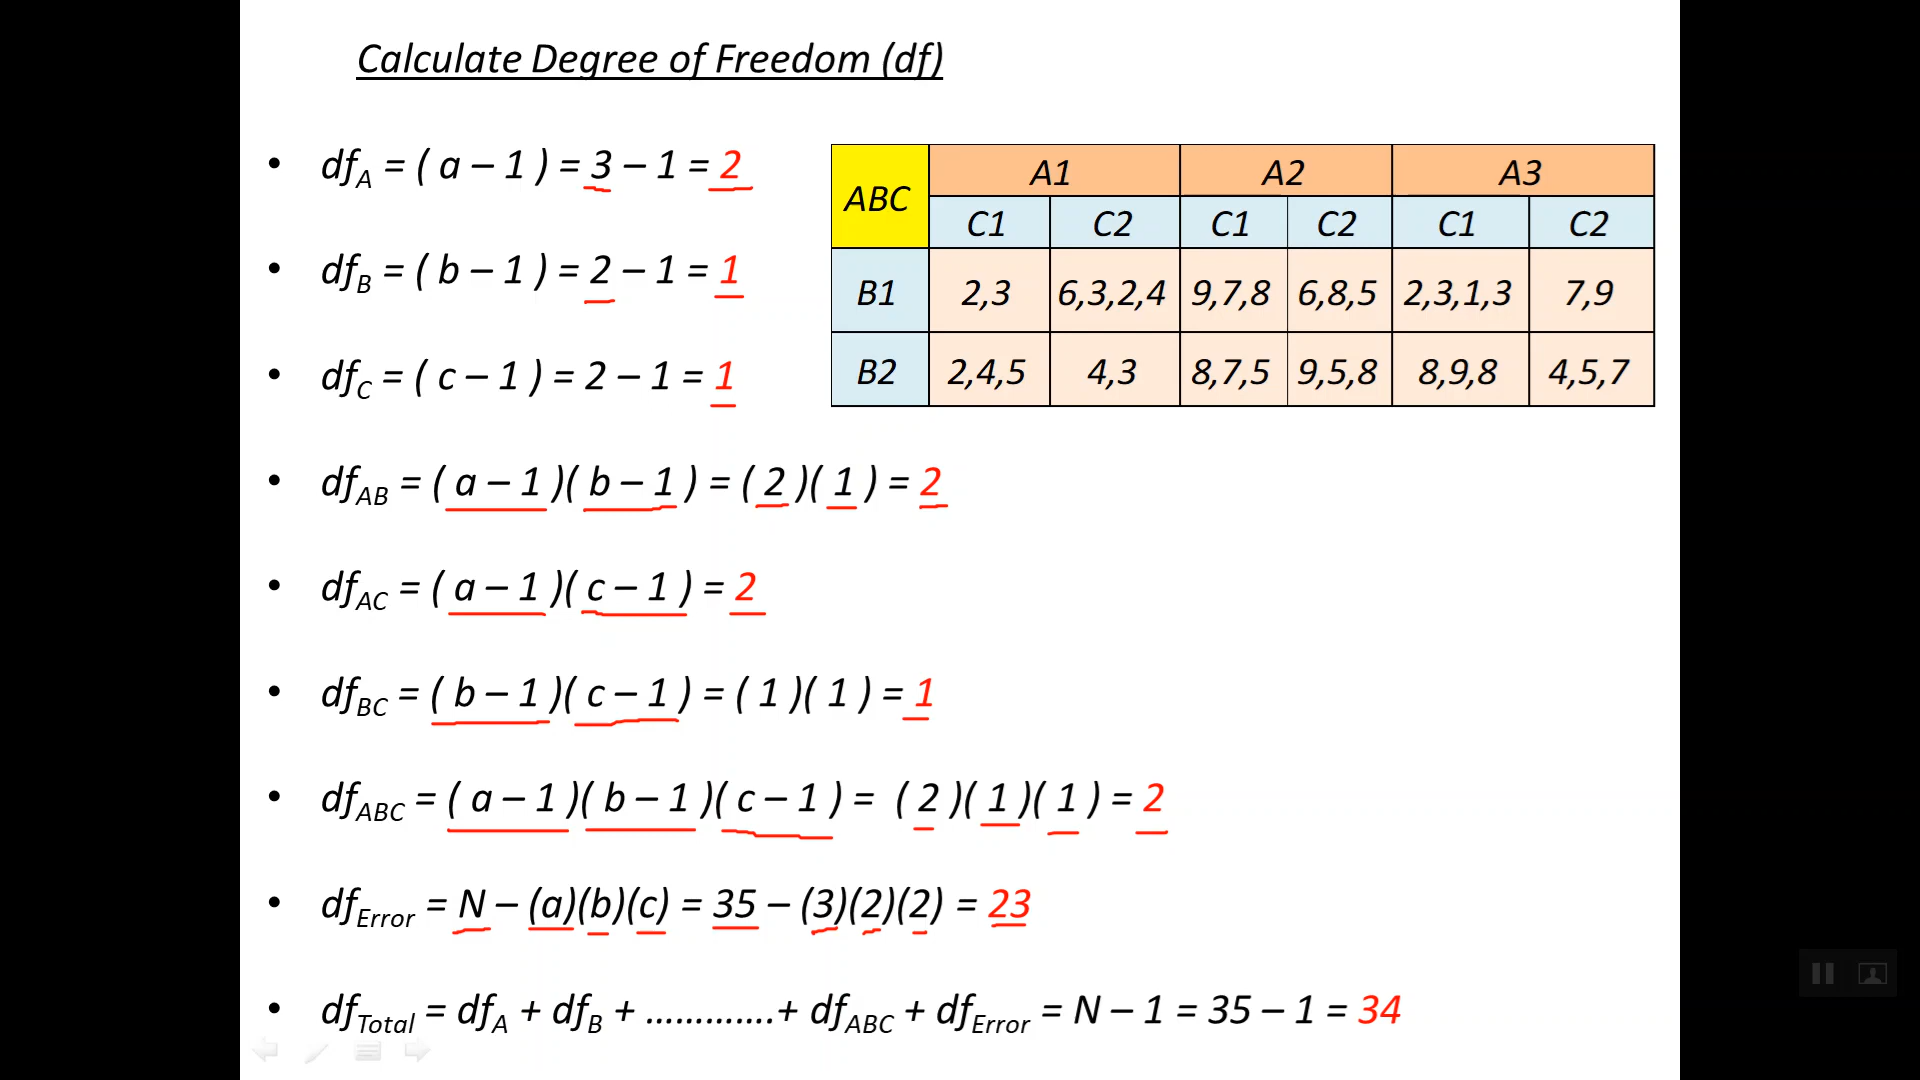 Calculate Degree of Freedom (df)
• df_A = ( a – 1 ) = 3 – 1 = 2
• df_B = ( b – 1 ) = 2 – 1 = 1
• df_C = ( c – 1 ) = 2 – 1 = 1
ABC A1 A2 A3
C1 C2 C1 C2 C1 C2
B1 2,3 6,3,2,4 9,7,8 6,8,5 2,3,1,3 7,9
B2 2,4,5 4,3 8,7,5 9,5,8 8,9,8 4,5,7
• df_AB = ( a – 1 )( b – 1 ) = ( 2 )( 1 ) = 2
• df_AC = ( a – 1 )( c – 1 ) = 2
• df_BC = ( b – 1 )( c – 1 ) = ( 1 )( 1 ) = 1
• df_ABC = ( a – 1 )( b – 1 )( c – 1 ) = ( 2 )( 1 )( 1 ) = 2
• df_Error = N – (a)(b)(c) = 35 – (3)(2)(2) = 23
• df_Total = df_A + df_B + ………….+ df_ABC + df_Error = N – 1 = 35 – 1 = 34